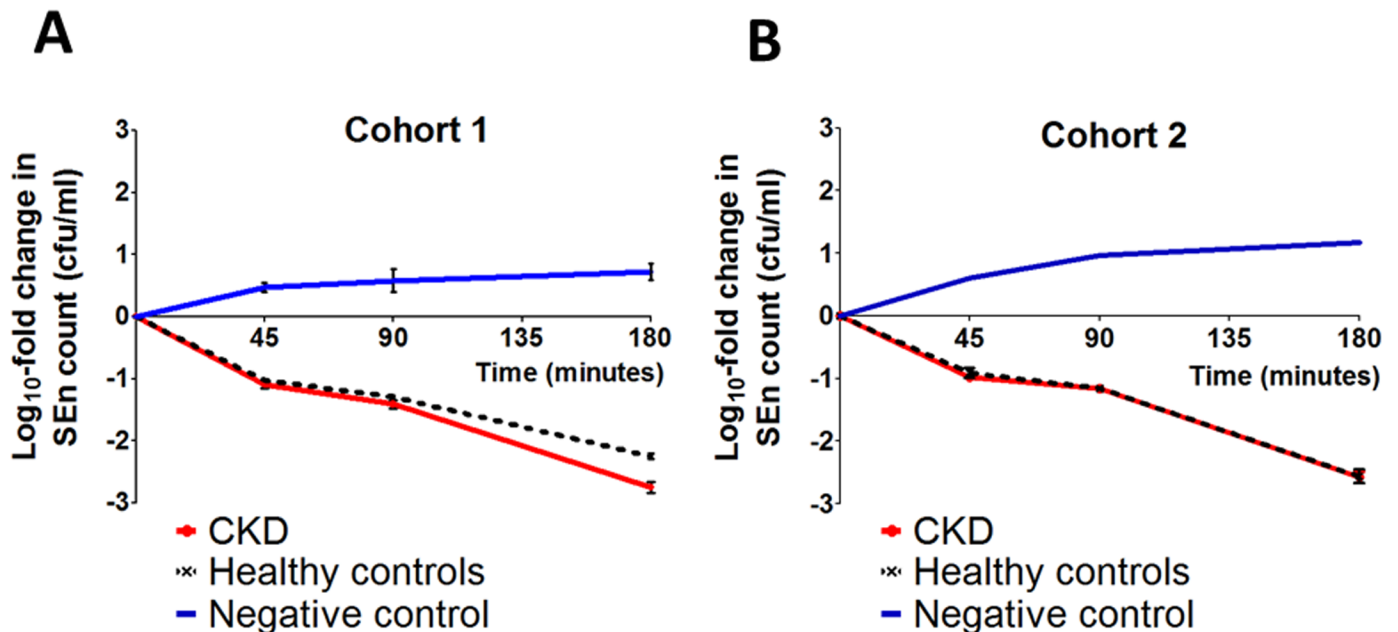 A
Cohort 1
Log10-fold change in
SEn count (cfu/ml)
3
2
1
0
-1
-2
-3
45 90 135 180
Time (minutes)
CKD
Healthy controls
Negative control
B
Cohort 2
Log10-fold change in
SEn count (cfu/ml)
3
2
1
0
-1
-2
-3
45 90 135 180
Time (minutes)
CKD
Healthy controls
Negative control